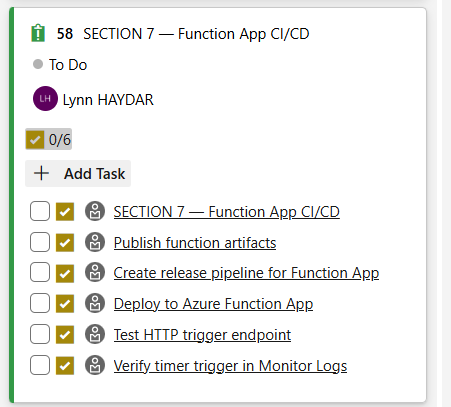 58 SECTION 7 — Function App CI/CD
To Do
LH Lynn HAYDAR
0/6
+ Add Task
SECTION 7 — Function App CI/CD
Publish function artifacts
Create release pipeline for Function App
Deploy to Azure Function App
Test HTTP trigger endpoint
Verify timer trigger in Monitor Logs